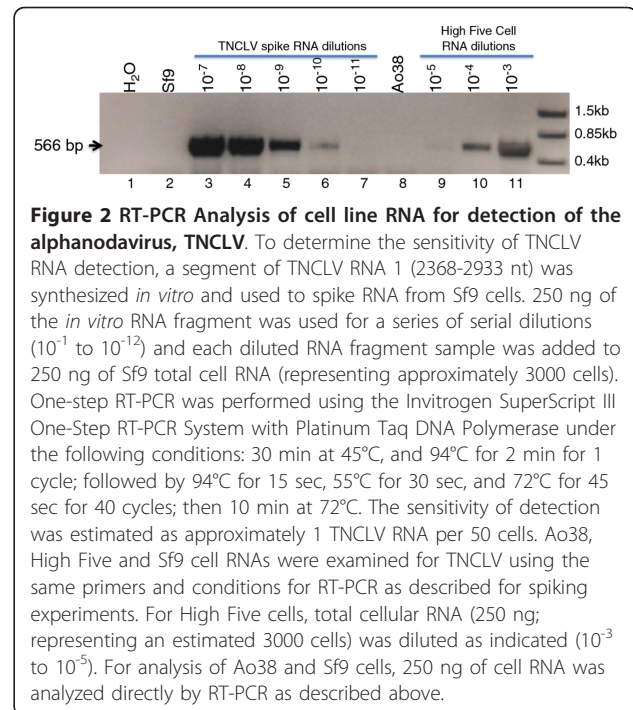 TNCLV spike RNA dilutions
High Five Cell
RNA dilutions
H₂O Sf9 10⁻⁷ 10⁻⁸ 10⁻⁹ 10⁻¹⁰ 10⁻¹¹ Ao38 10⁻⁵ 10⁻⁴ 10⁻³
1.5kb
0.85kb
566 bp
0.4kb
1 2 3 4 5 6 7 8 9 10 11
Figure 2 RT-PCR Analysis of cell line RNA for detection of the
alphanodavirus, TNCLV. To determine the sensitivity of TNCLV
RNA detection, a segment of TNCLV RNA 1 (2368-2933 nt) was
synthesized in vitro and used to spike RNA from Sf9 cells. 250 ng of
the in vitro RNA fragment was used for a series of serial dilutions
(10⁻¹ to 10⁻¹²) and each diluted RNA fragment sample was added to
250 ng of Sf9 total cell RNA (representing approximately 3000 cells).
One-step RT-PCR was performed using the Invitrogen SuperScript III
One-Step RT-PCR System with Platinum Taq DNA Polymerase under
the following conditions: 30 min at 45°C, and 94°C for 2 min for 1
cycle; followed by 94°C for 15 sec, 55°C for 30 sec, and 72°C for 45
sec for 40 cycles; then 10 min at 72°C. The sensitivity of detection
was estimated as approximately 1 TNCLV RNA per 50 cells. Ao38,
High Five and Sf9 cell RNAs were examined for TNCLV using the
same primers and conditions for RT-PCR as described for spiking
experiments. For High Five cells, total cellular RNA (250 ng;
representing an estimated 3000 cells) was diluted as indicated (10⁻³
to 10⁻⁵). For analysis of Ao38 and Sf9 cells, 250 ng of cell RNA was
analyzed directly by RT-PCR as described above.